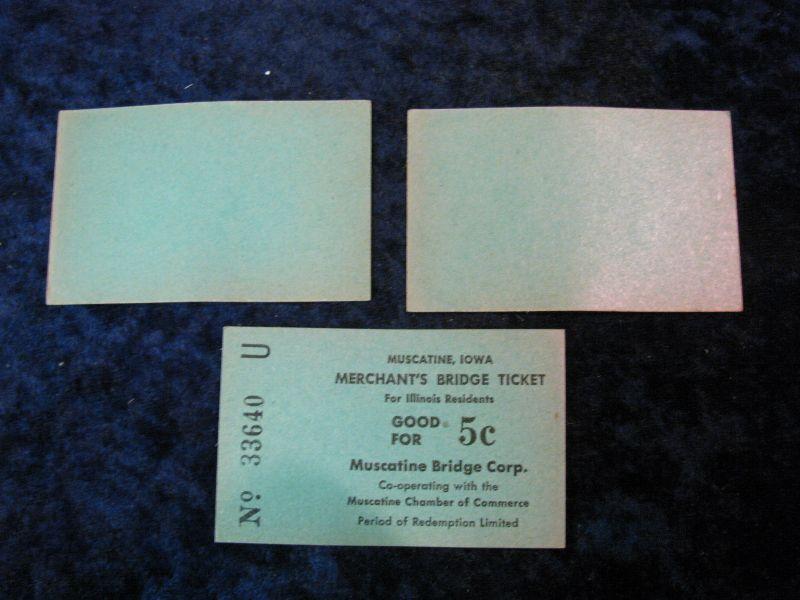 MUSCATINE, IOWA
MERCHANT'S BRIDGE TICKET
For Illinois Residents
GOOD FOR 5c
Muscatine Bridge Corp.
Co-operating with the
Muscatine Chamber of Commerce
Period of Redemption Limited
Nº 33640 U